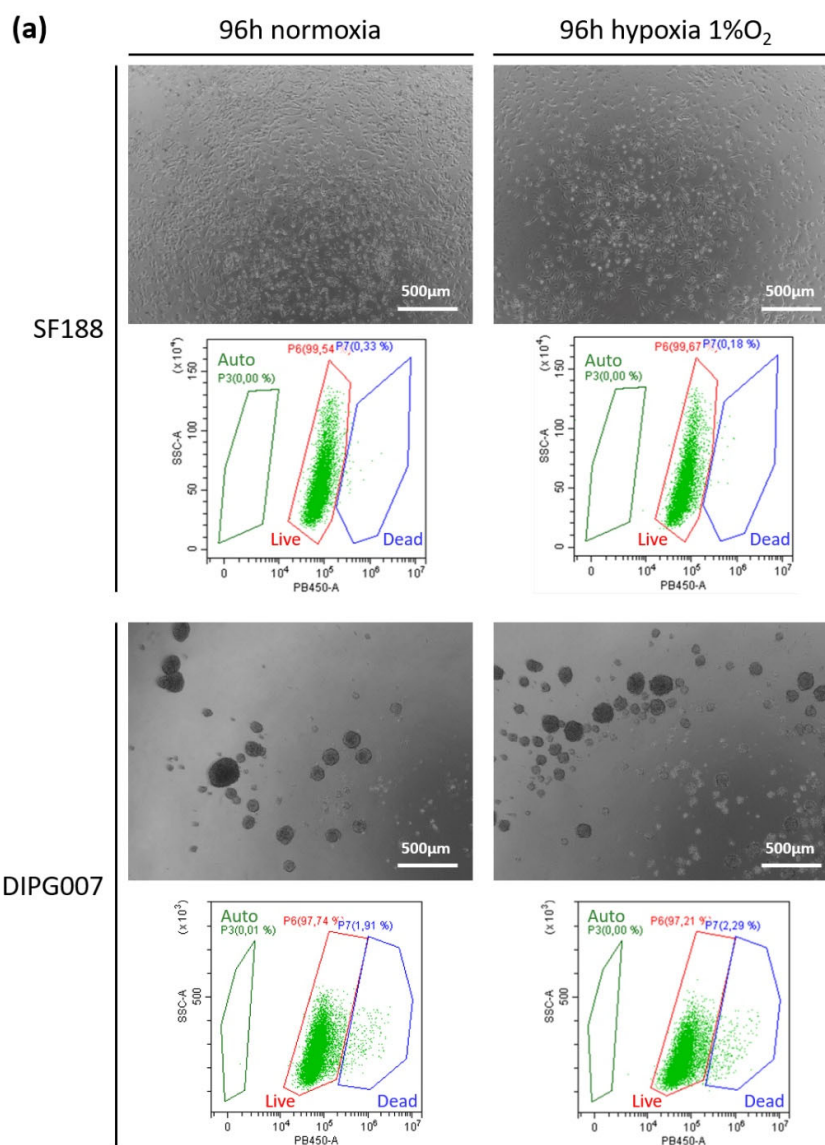 (a)
96h normoxia
96h hypoxia 1%O₂
SF188
500µm
500µm
Auto
P3(0,00 %)
P6(99,54 %)
P7(0,33 %)
(x 10⁴)
150
100
50
0
SSC-A
Live
Dead
0 10⁴ 10⁵ 10⁶ 10⁷
PB450-A
Auto
P3(0,00 %)
P6(99,67 %)
P7(0,18 %)
(x 10⁴)
150
100
50
0
SSC-A
Live
Dead
0 10⁴ 10⁵ 10⁶ 10⁷
PB450-A
DIPG007
500µm
500µm
Auto
P3(0,01 %)
P6(97,74 %)
P7(1,91 %)
(x 10³)
500
SSC-A
Live
Dead
0 10⁴ 10⁵ 10⁶ 10⁷
PB450-A
Auto
P3(0,00 %)
P6(97,21 %)
P7(2,29 %)
(x 10³)
500
SSC-A
Live
Dead
0 10⁴ 10⁵ 10⁶ 10⁷
PB450-A